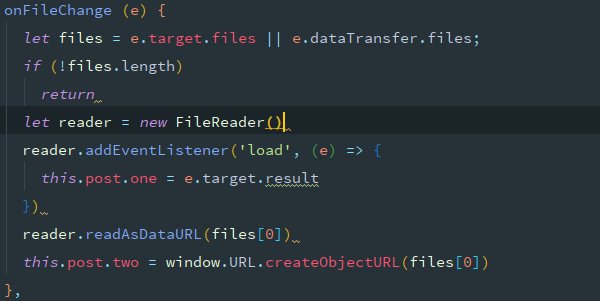 onFileChange (e) {
let files = e.target.files || e.dataTransfer.files;
if (!files.length)
return
let reader = new FileReader()
reader.addEventListener('load', (e) => {
this.post.one = e.target.result
})
reader.readAsDataURL(files[0])
this.post.two = window.URL.createObjectURL(files[0])
},